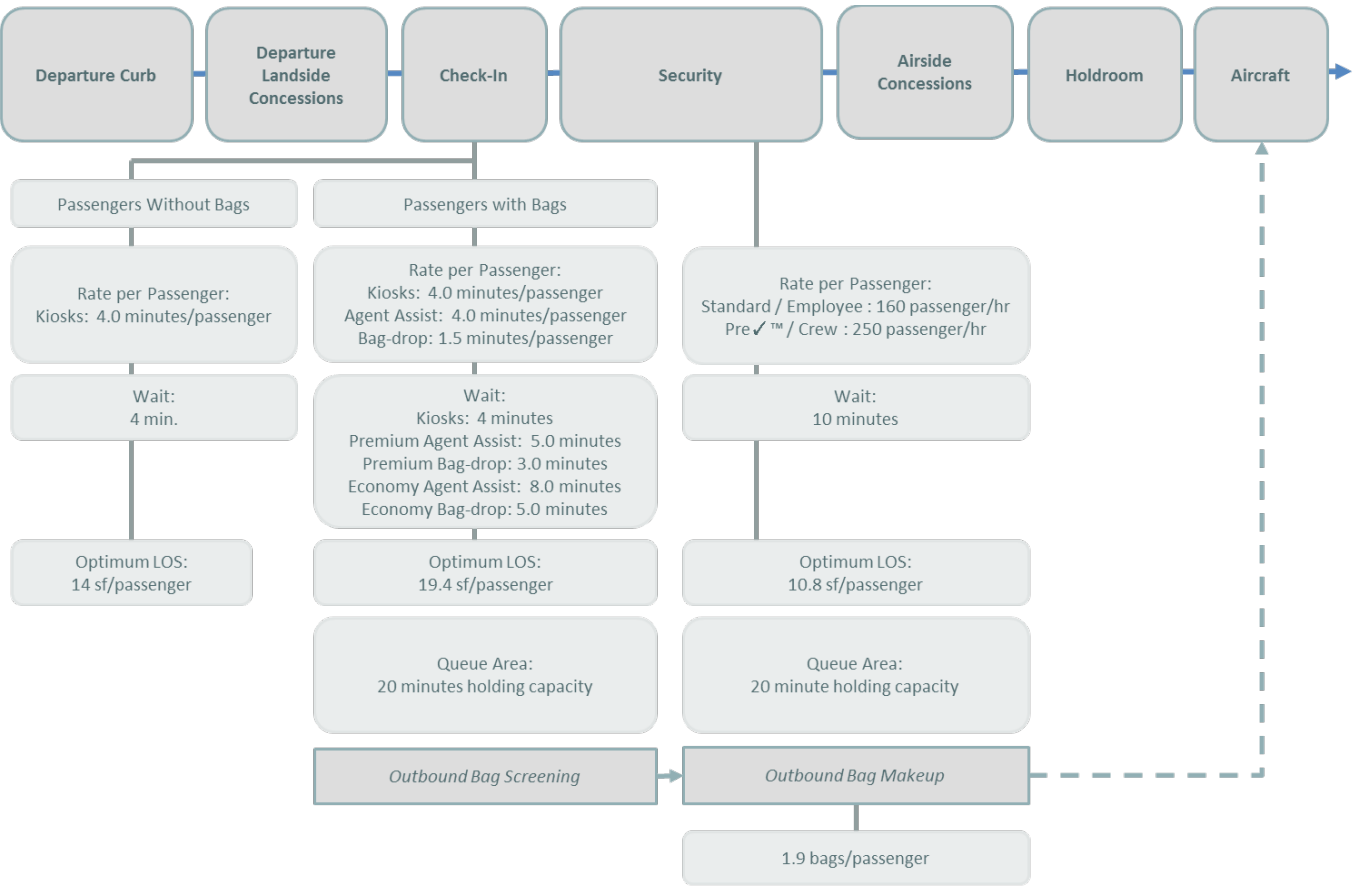 Departure Curb
Departure
Landside
Concessions
Check-In
Security
Airside
Concessions
Holdroom
Aircraft
Passengers Without Bags
Rate per Passenger:
Kiosks:  4.0 minutes/passenger
Wait:
4 min.
Optimum LOS:
14 sf/passenger
Passengers with Bags
Rate per Passenger:
Kiosks:  4.0 minutes/passenger
Agent Assist:  4.0 minutes/passenger
Bag-drop: 1.5 minutes/passenger
Wait:
Kiosks:  4 minutes
Premium Agent Assist:  5.0 minutes
Premium Bag-drop: 3.0 minutes
Economy Agent Assist:  8.0 minutes
Economy Bag-drop: 5.0 minutes
Optimum LOS:
19.4 sf/passenger
Queue Area:
20 minutes holding capacity
Rate per Passenger:
Standard / Employee : 160 passenger/hr
Pre✓™ / Crew : 250 passenger/hr
Wait:
10 minutes
Optimum LOS:
10.8 sf/passenger
Queue Area:
20 minute holding capacity
Outbound Bag Screening
Outbound Bag Makeup
1.9 bags/passenger